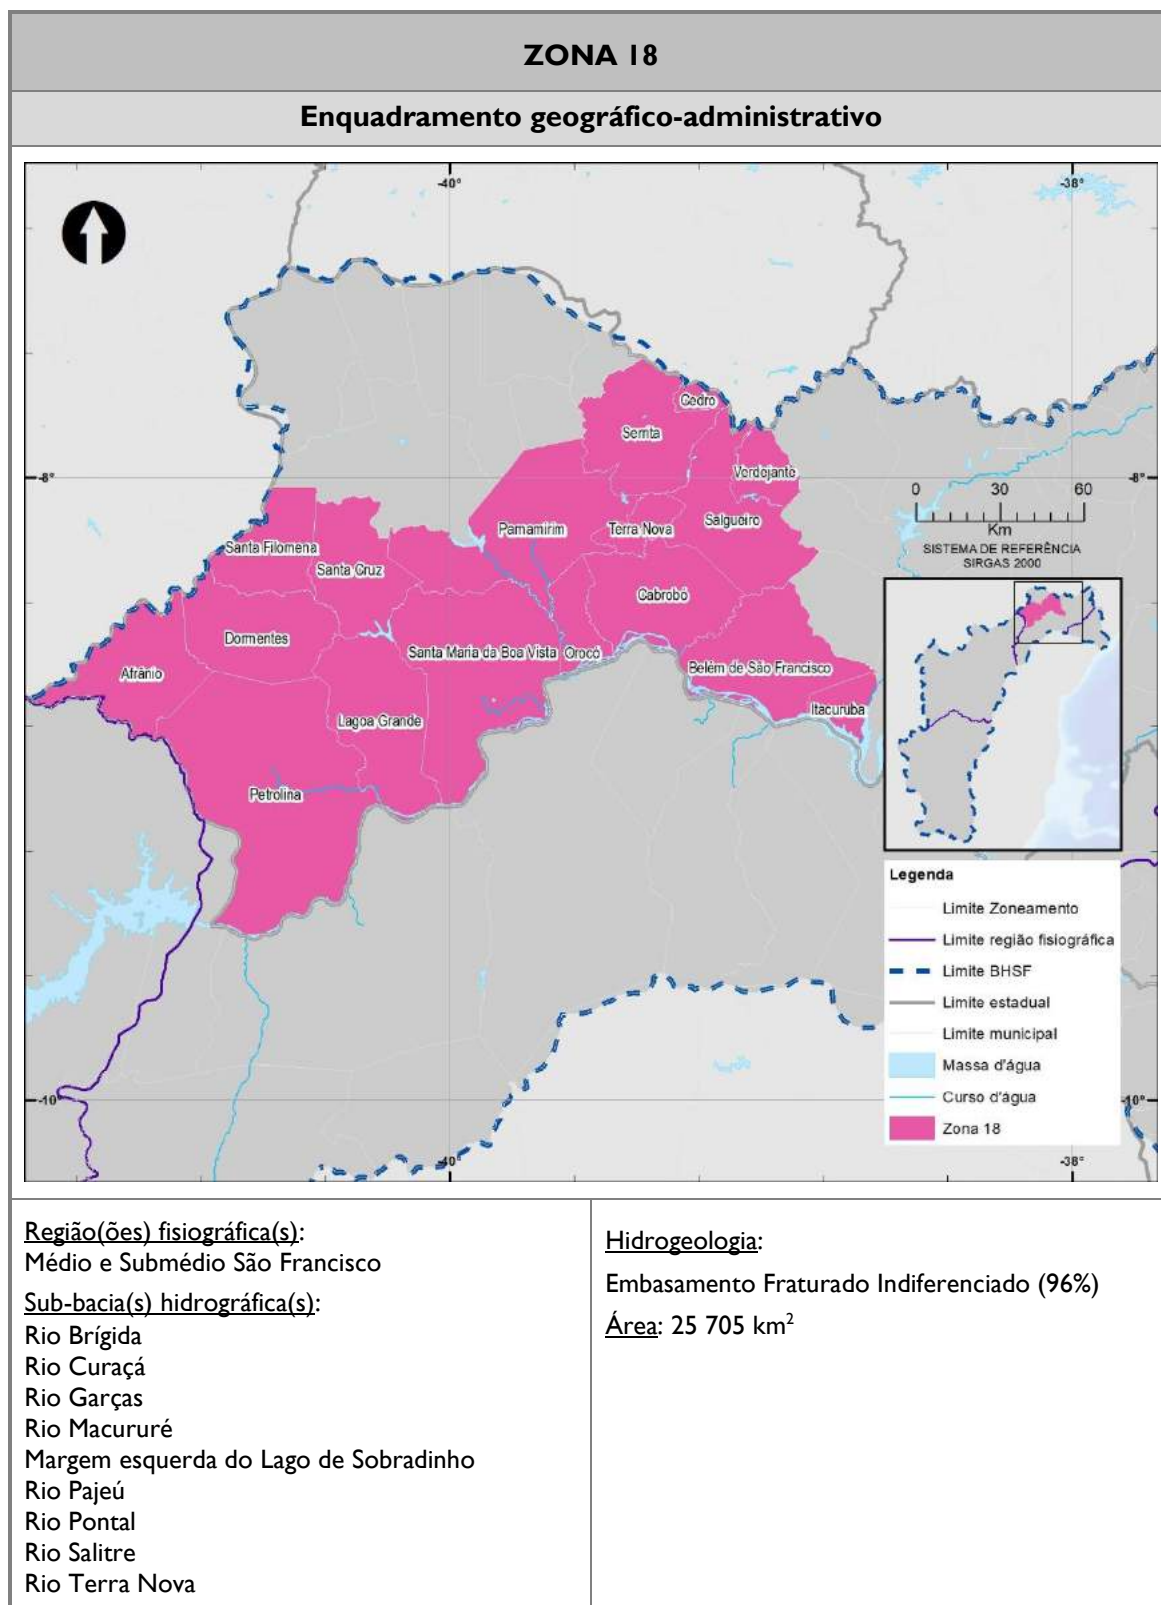 ZONA 18
Enquadramento geográfico-administrativo
-40°
-38°
Cedro
Serrita
-8°
Verdejante
-8°
0 30 60
Km
SISTEMA DE REFERÊNCIA
SIRGAS 2000
Parnamirim
Terra Nova
Salgueiro
Santa Filomena
Santa Cruz
Cabrobó
Dormentes
Santa Maria da Boa Vista
Orocó
Afrânio
Belém de São Francisco
Itacuruba
Lagoa Grande
Petrolina
Legenda
Limite Zoneamento
Limite região fisiográfica
Limite BHSF
Limite estadual
Limite municipal
Massa d'água
Curso d'água
Zona 18
-10°
-10°
-40°
-38°
Região(ões) fisiográfica(s):
Médio e Submédio São Francisco
Sub-bacia(s) hidrográfica(s):
Rio Brígida
Rio Curaçá
Rio Garças
Rio Macururé
Margem esquerda do Lago de Sobradinho
Rio Pajeú
Rio Pontal
Rio Salitre
Rio Terra Nova
Hidrogeologia:
Embasamento Fraturado Indiferenciado (96%)
Área: 25 705 km²